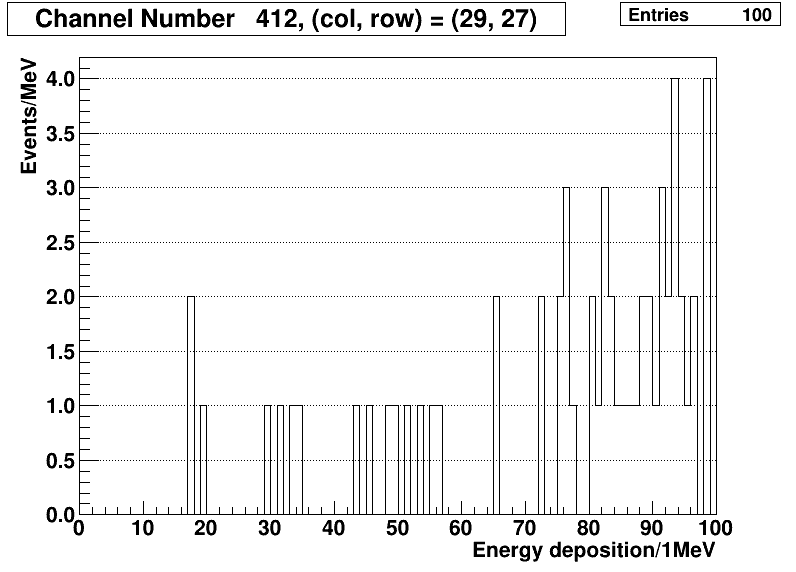 Channel Number 412, (col, row) = (29, 27)
Entries 100
Events/MeV
4.0
3.5
3.0
2.5
2.0
1.5
1.0
0.5
0.0
0 10 20 30 40 50 60 70 80 90 100
Energy deposition/1MeV